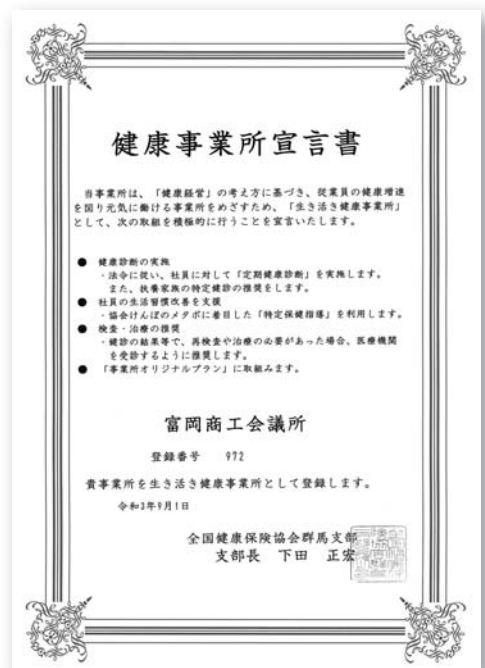 健康事業所宣言書
当事業所は、「健康経営」の考え方に基づき、従業員の健康増進
を図り元気に働ける事業所をめざすため、「生き活き健康事業所」
として、次の取組を積極的に行うことを宣言いたします。
● 健康診断の実施
・法令に従い、社員に対して「定期健康診断」を実施します。
また、扶養家族の特定健診の推奨をします。
● 社員の生活習慣改善を支援
・協会けんぽのメタボに着目した「特定保健指導」を利用します。
● 検査・治療の推奨
・健診の結果等で、再検査や治療の必要があった場合、医療機関
を受診するように推奨します。
● 「事業所オリジナルプラン」に取組みます。
富岡商工会議所
登録番号 972
貴事業所を生き活き健康事業所として登録します。
令和3年9月1日
全国健康保険協会群馬支部
支部長 下田 正宏